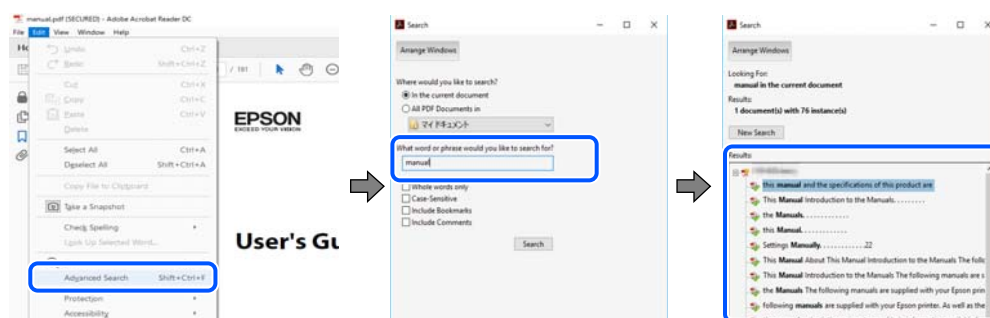 manual.pdf (SECURED) - Adobe Acrobat Reader DC
File Edit View Window Help
Undo Ctrl+Z
Redo Shift+Ctrl+Z
Cut Ctrl+X
Copy Ctrl+C
Paste Ctrl+V
Delete
Select All Ctrl+A
Deselect All Shift+Ctrl+A
Copy File to Clipboard
Take a Snapshot
Check Spelling
Look Up Selected Word...
Advanced Search Shift+Ctrl+F
Protection
Accessibility
/ 181
EPSON
EXCEED YOUR VISION
User's Gu
Search
Arrange Windows
Where would you like to search?
In the current document
All PDF Documents in
マイドキュメント
What word or phrase would you like to search for?
manual
Whole words only
Case-Sensitive
Include Bookmarks
Include Comments
Search
Search
Arrange Windows
Looking For:
manual in the current document
Results:
1 document(s) with 76 instance(s)
New Search
Results:
this manual and the specifications of this product are
This Manual Introduction to the Manuals. . . . . . . .
the Manuals. . . . . . . . . . . . .
this Manual. . . . . . . . . . . . .
Settings Manually. . . . . . . . . . . . .22
This Manual About This Manual Introduction to the Manuals The follo
This Manual Introduction to the Manuals The following manuals are s
the Manuals The following manuals are supplied with your Epson prin
following manuals are supplied with your Epson printer. As well as the